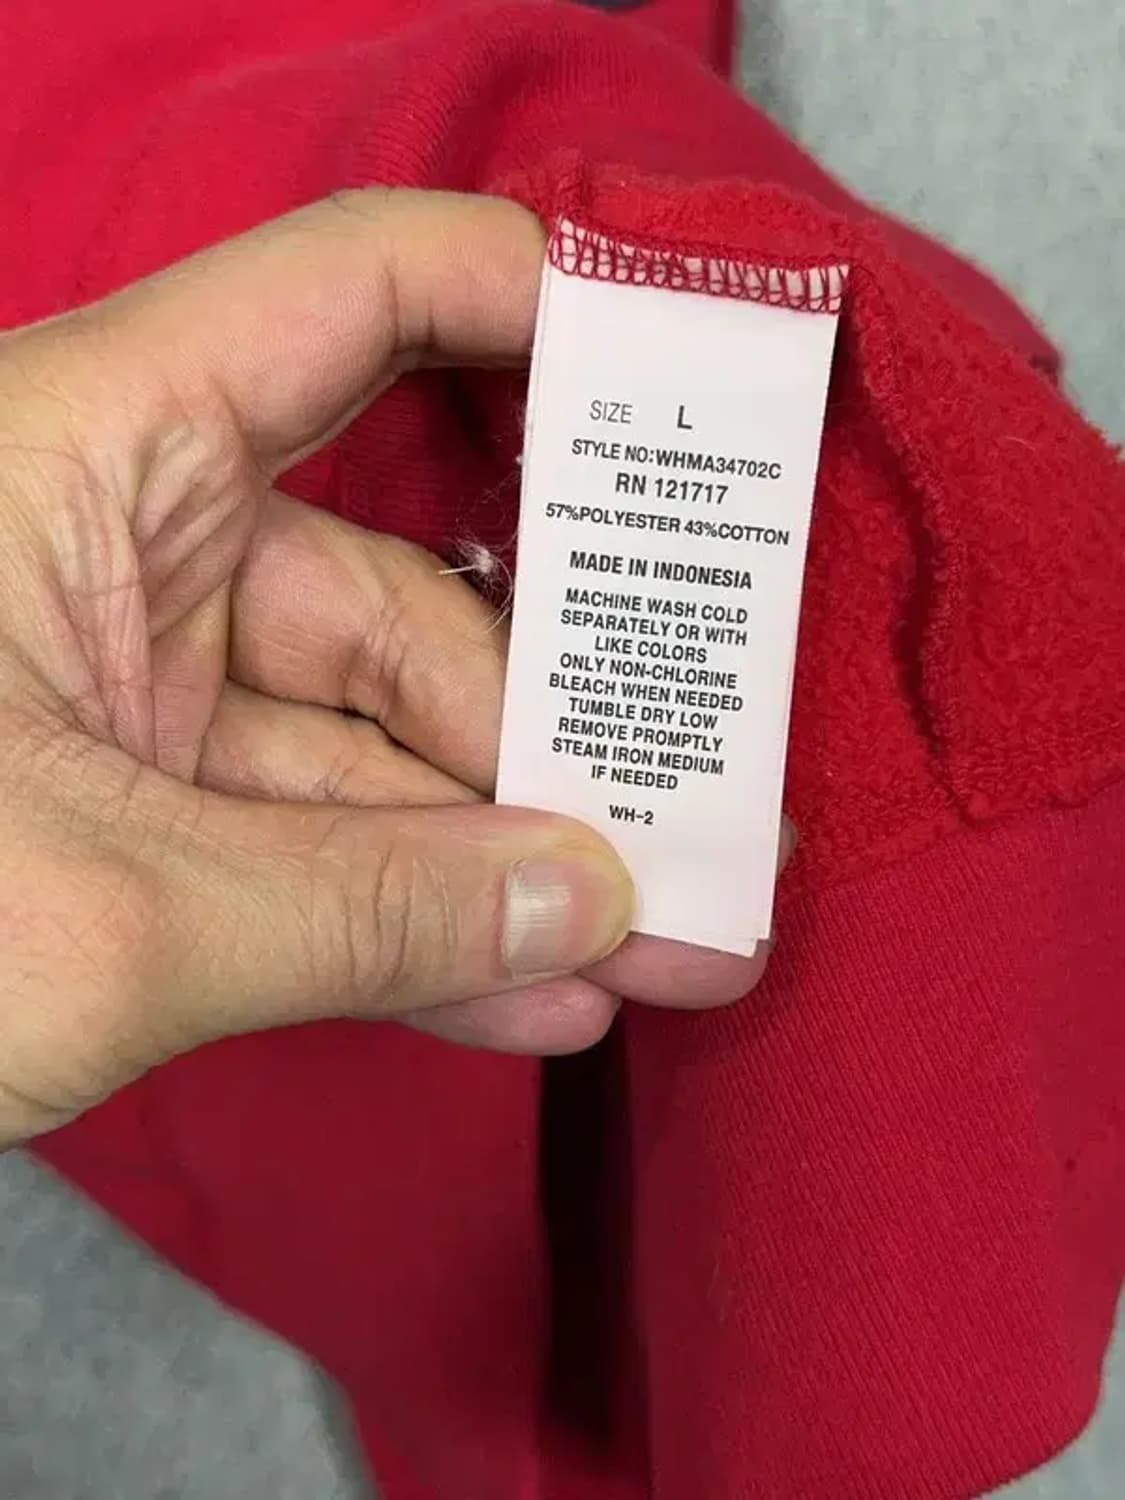 SIZE L
STYLE NO:WHMA34702C
RN 121717
57%POLYESTER 43%COTTON
MADE IN INDONESIA
MACHINE WASH COLD
SEPARATELY OR WITH
LIKE COLORS
ONLY NON-CHLORINE
BLEACH WHEN NEEDED
TUMBLE DRY LOW
REMOVE PROMPTLY
STEAM IRON MEDIUM
IF NEEDED
WH-2